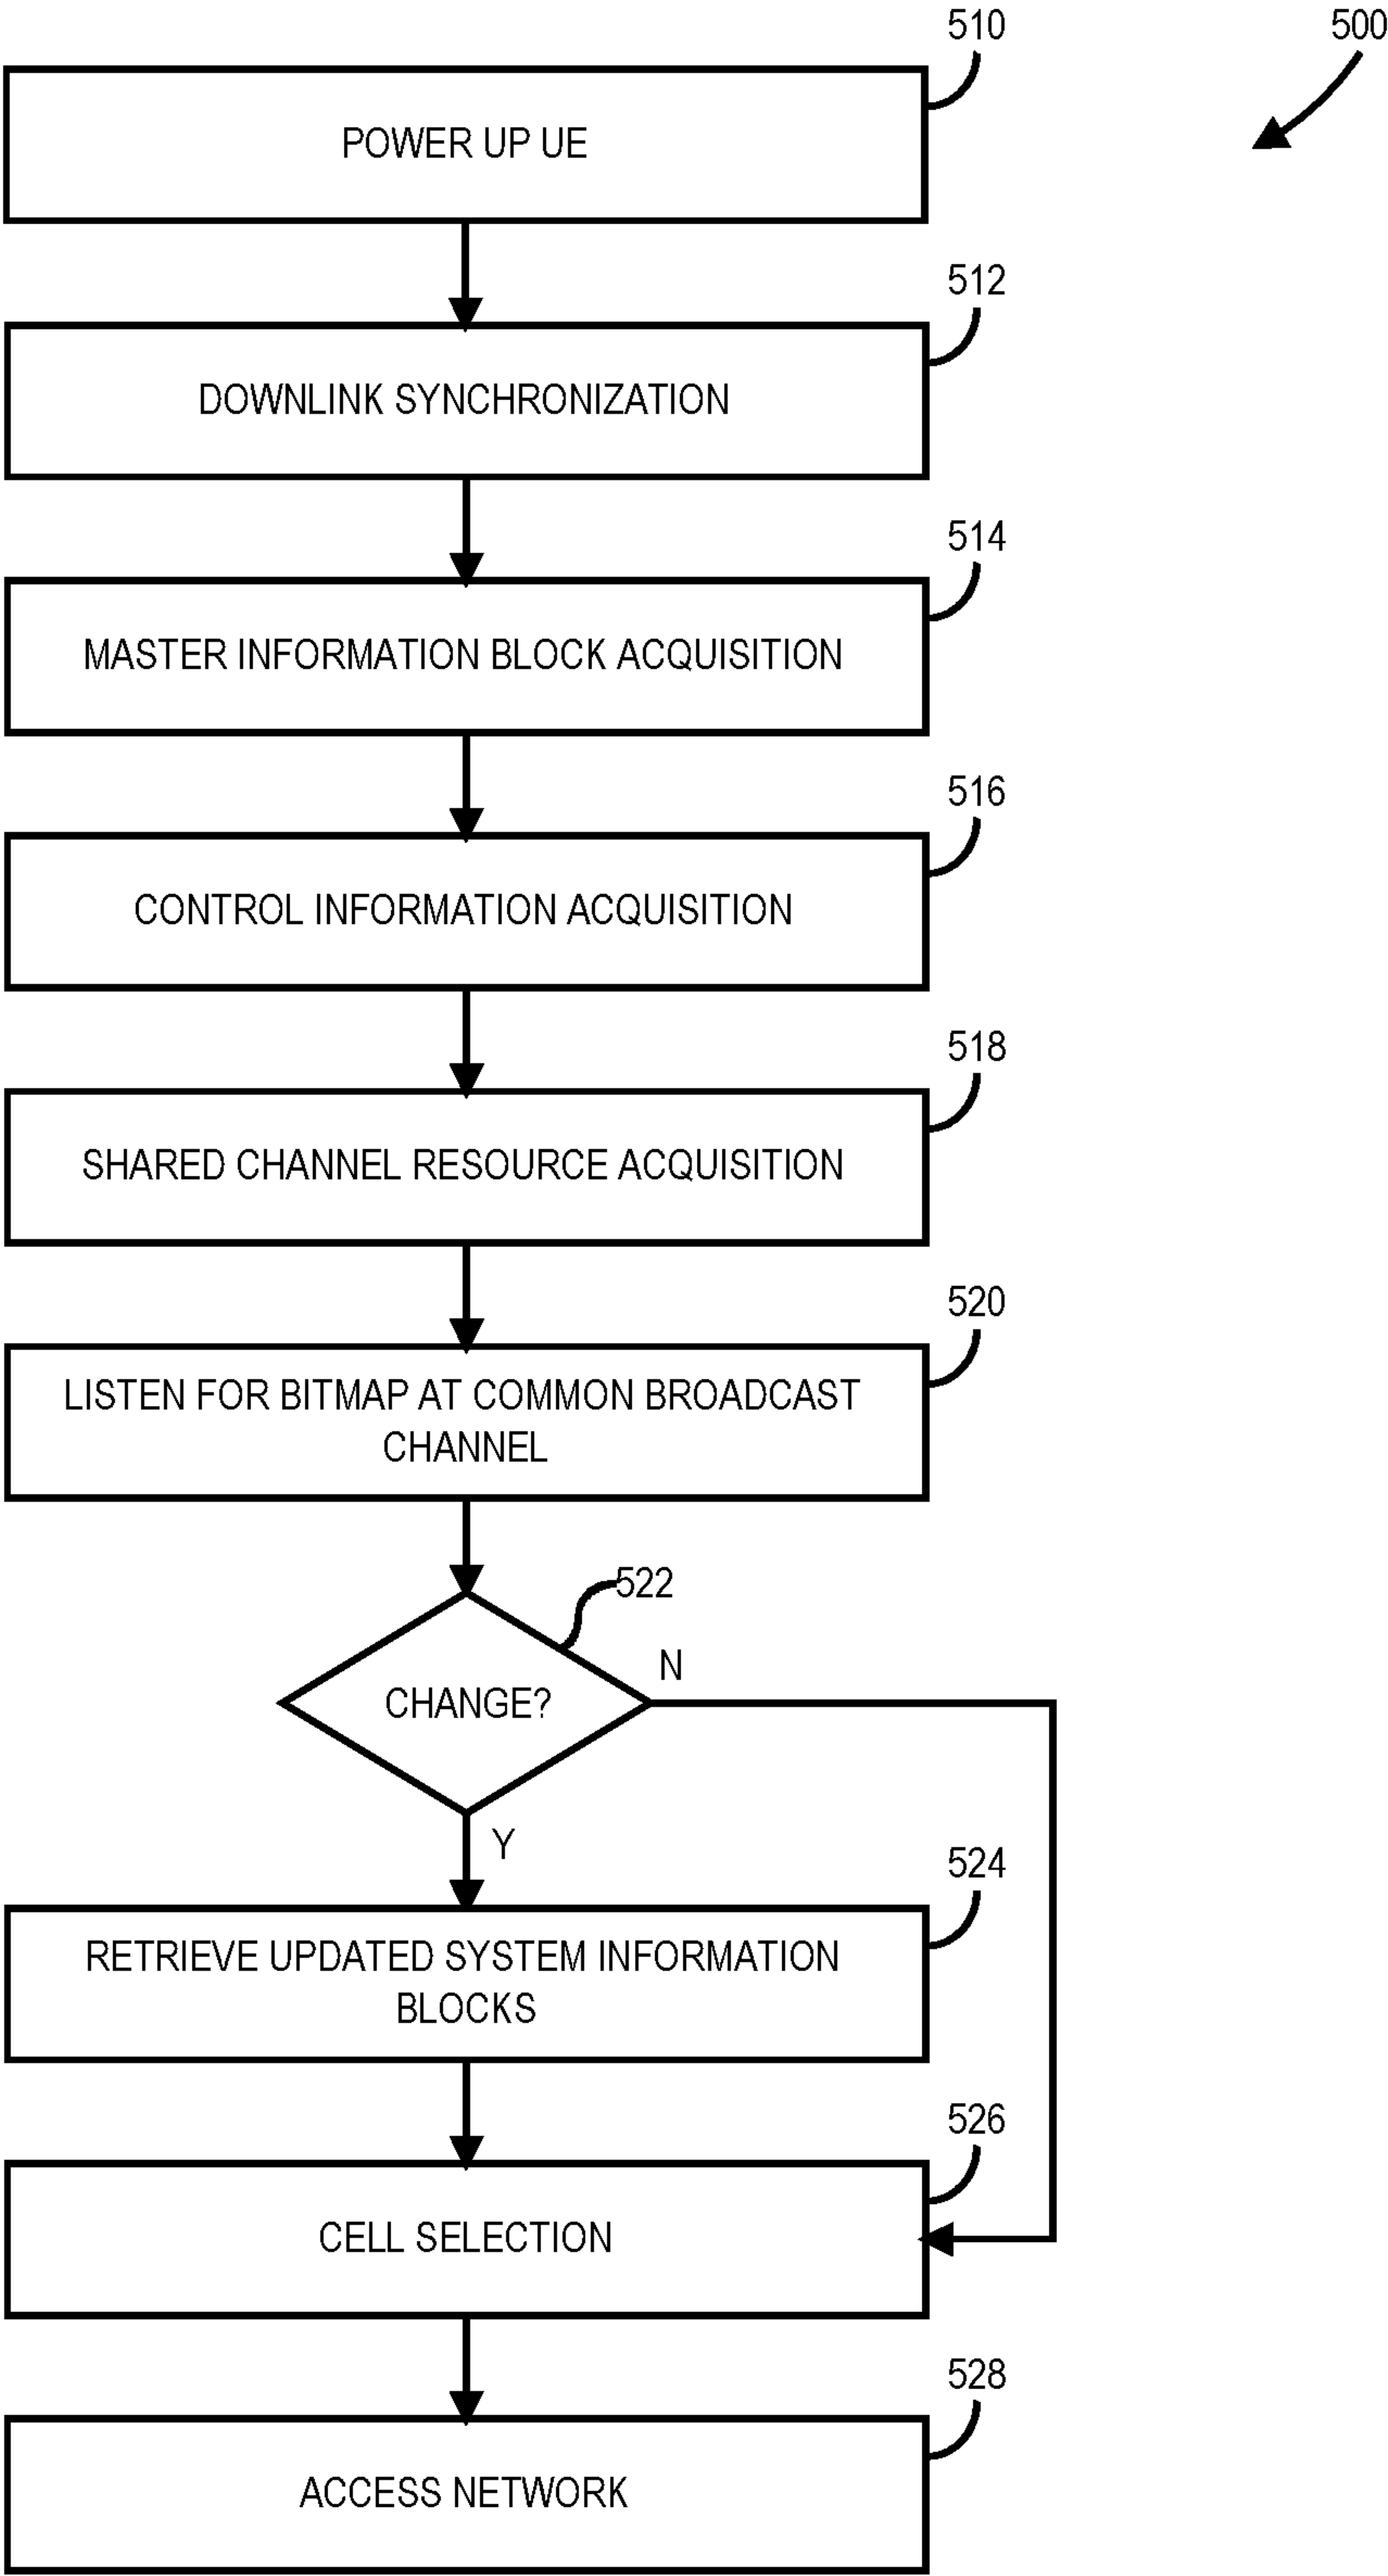 510
500
POWER UP UE
512
DOWNLINK SYNCHRONIZATION
514
MASTER INFORMATION BLOCK ACQUISITION
516
CONTROL INFORMATION ACQUISITION
518
SHARED CHANNEL RESOURCE ACQUISITION
520
LISTEN FOR BITMAP AT COMMON BROADCAST
CHANNEL
522
N
CHANGE?
Y
524
RETRIEVE UPDATED SYSTEM INFORMATION
BLOCKS
526
CELL SELECTION
528
ACCESS NETWORK